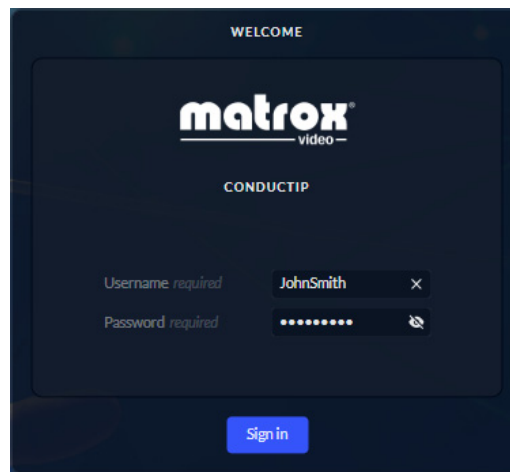 WELCOME
matrox®
video
CONDUCTIP
Username required JohnSmith
Password required •••••••••
Sign in